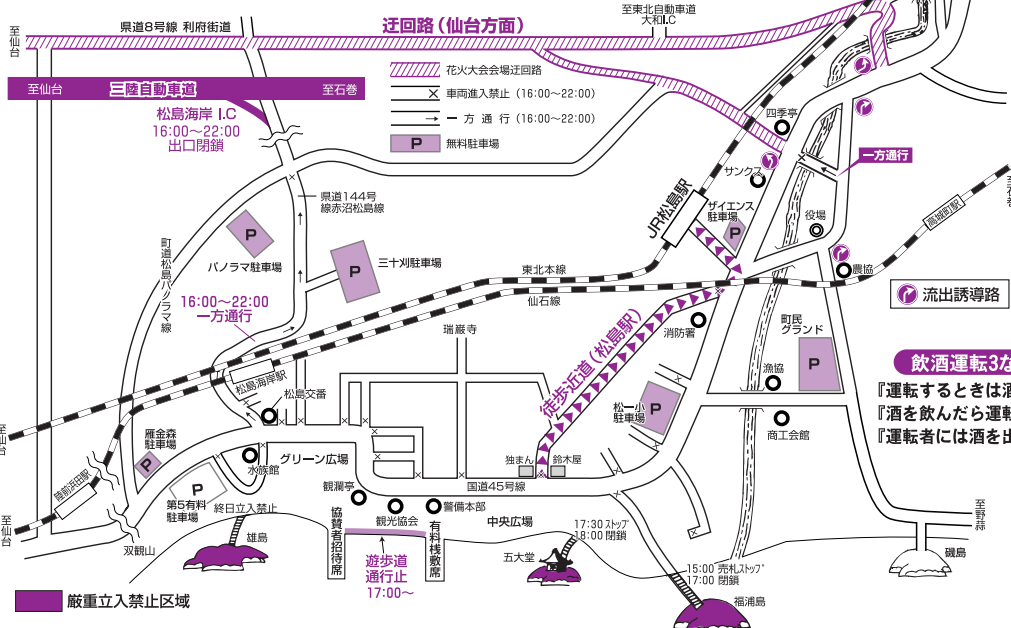 至仙台
県道8号線 利府街道
迂回路(仙台方面)
至東北自動車道
大和I.C
至仙台
三陸自動車道
至石巻
松島海岸 I.C
16:00～22:00
出口閉鎖
花火大会会場迂回路
車両進入禁止(16:00～22:00)
一方通行(16:00～22:00)
P
無料駐車場
四季亭
サンクス
一方通行
役場
高城町駅
農協
流出誘導路
JR松島駅
ザイエンス
駐車場
P
県道144号
線赤沼松島線
町道松島パノラマ線
P
パノラマ駐車場
P
三十刈駐車場
東北本線
仙石線
16:00～22:00
一方通行
瑞巌寺
徒歩近道(松島駅)
消防署
町民
グランド
P
漁協
商工会館
松一小
駐車場
P
飲酒運転3な
『運転するときは酒
『酒を飲んだら運転
『運転者には酒を出
松島海岸駅
松島交番
至仙台
雁金森
駐車場
P
陸前浜田駅
至仙台
水族館
グリーン広場
P
第5有料
駐車場
終日立入禁止
双観山
雄島
観瀾亭
観光協会
警備本部
独まん
鈴木屋
国道45号線
中央広場
協賛者招待席
有料桟敷席
遊歩道
通行止
17:00～
17:30 ストップ
18:00 閉鎖
五大堂
15:00 売札ストップ
17:00 閉鎖
福浦島
至野蒜
磯島
厳重立入禁止区域